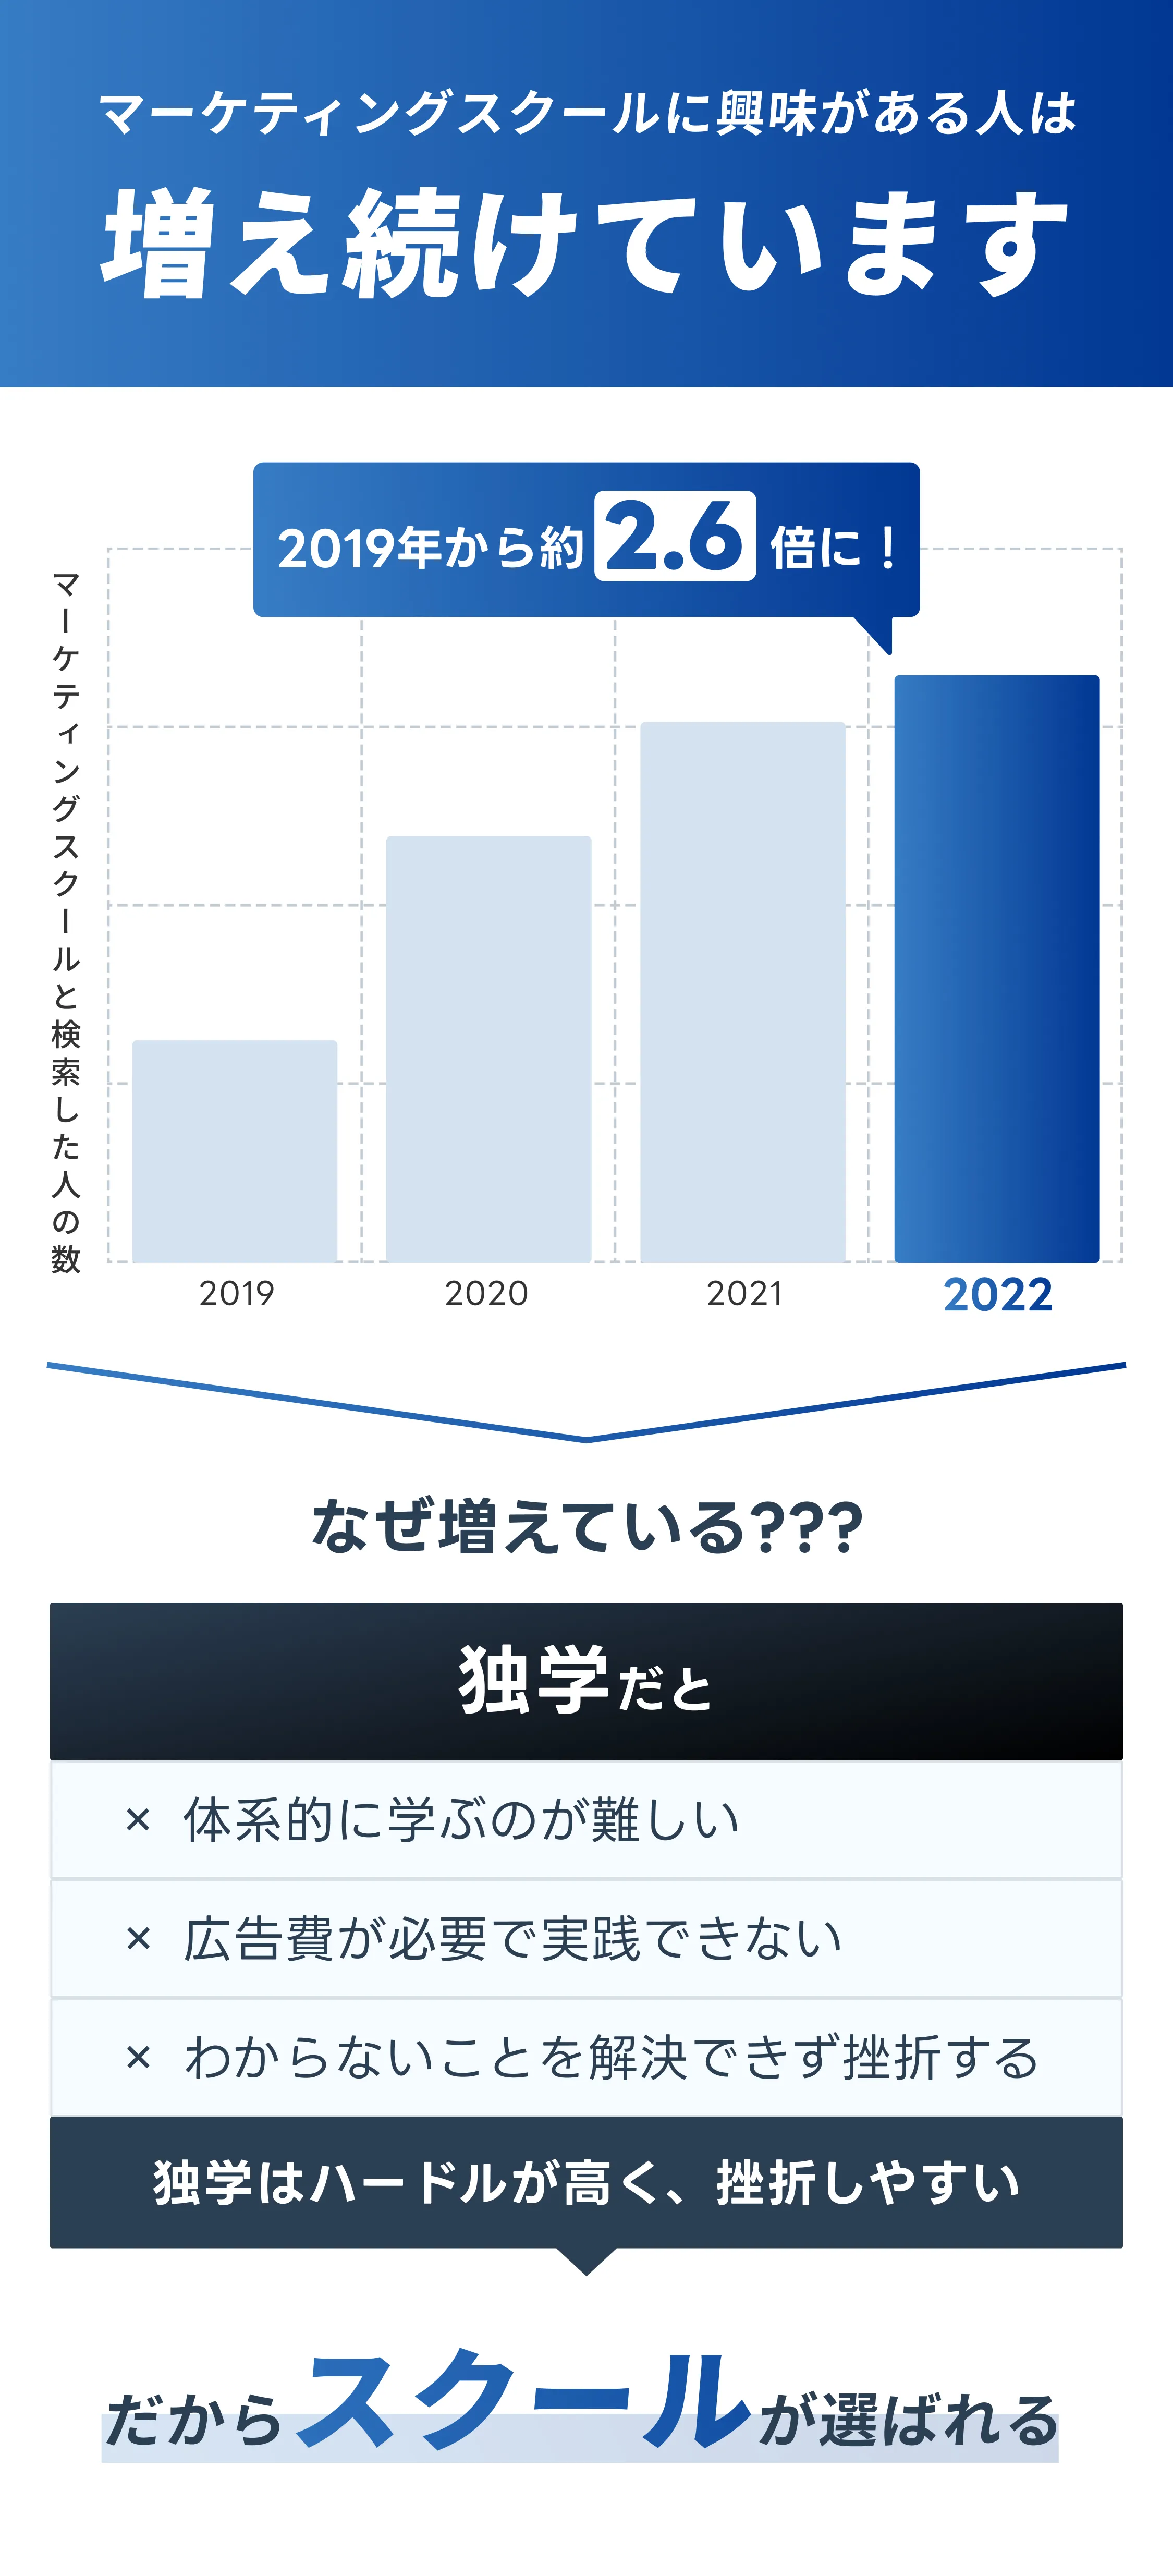 マーケティングスクールに興味がある人は
増え続けています
2019年から約2.6倍に！
マーケティングスクールと検索した人の数
2019
2020
2021
2022
なぜ増えている???
独学だと
× 体系的に学ぶのが難しい
× 広告費が必要で実践できない
× わからないことを解決できず挫折する
独学はハードルが高く、挫折しやすい
だからスクールが選ばれる